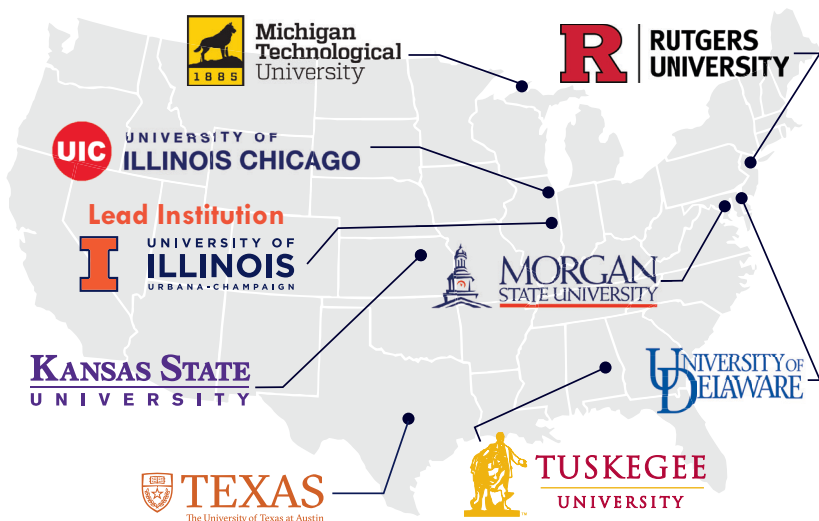 Michigan
Technological
University
1885
R
RUTGERS
UNIVERSITY
UIC
UNIVERSITY OF
ILLINOIS CHICAGO
Lead Institution
I
UNIVERSITY OF
ILLINOIS
URBANA-CHAMPAIGN
MORGAN
STATE UNIVERSITY
KANSAS STATE
UNIVERSITY
UNIVERSITY OF
DELAWARE
TEXAS
The University of Texas at Austin
TUSKEGEE
UNIVERSITY